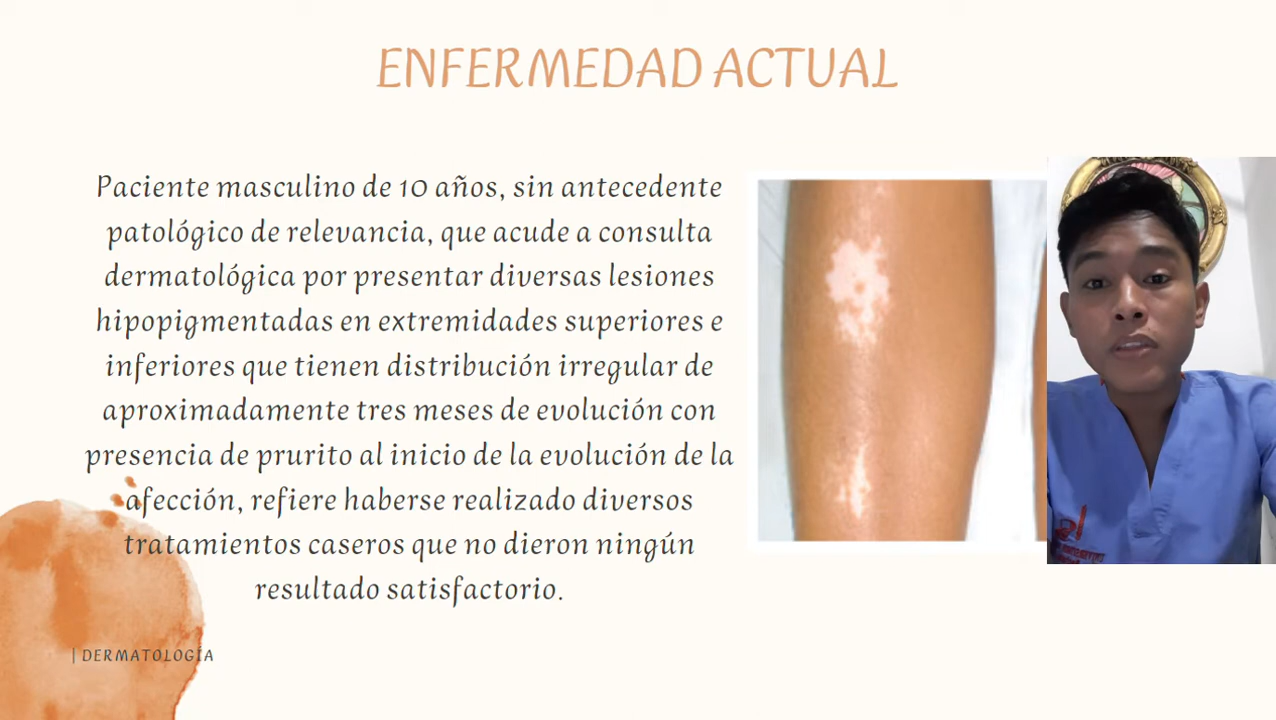 ENFERMEDAD ACTUAL
Paciente masculino de 10 años, sin antecedente
patológico de relevancia, que acude a consulta
dermatológica por presentar diversas lesiones
hipopigmentadas en extremidades superiores e
inferiores que tienen distribución irregular de
aproximadamente tres meses de evolución con
presencia de prurito al inicio de la evolución de la
afección, refiere haberse realizado diversos
tratamientos caseros que no dieron ningún
resultado satisfactorio.
| DERMATOLOGÍA